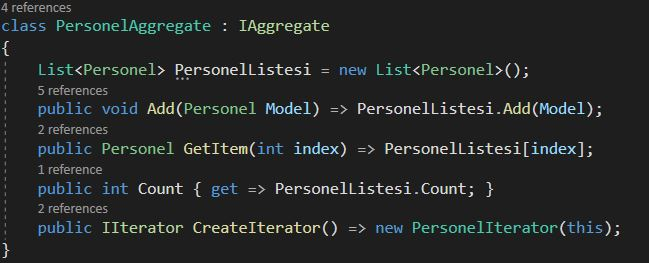 4 references
class PersonelAggregate : IAggregate
{
List<Personel> PersonelListesi = new List<Personel>();
5 references
public void Add(Personel Model) => PersonelListesi.Add(Model);
2 references
public Personel GetItem(int index) => PersonelListesi[index];
1 reference
public int Count { get => PersonelListesi.Count; }
2 references
public IIterator CreateIterator() => new PersonelIterator(this);
}